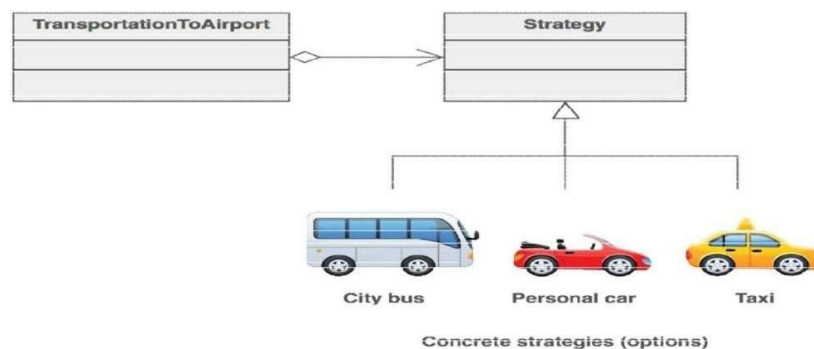 TransportationToAirport
Strategy
City bus
Personal car
Taxi
Concrete strategies (options)